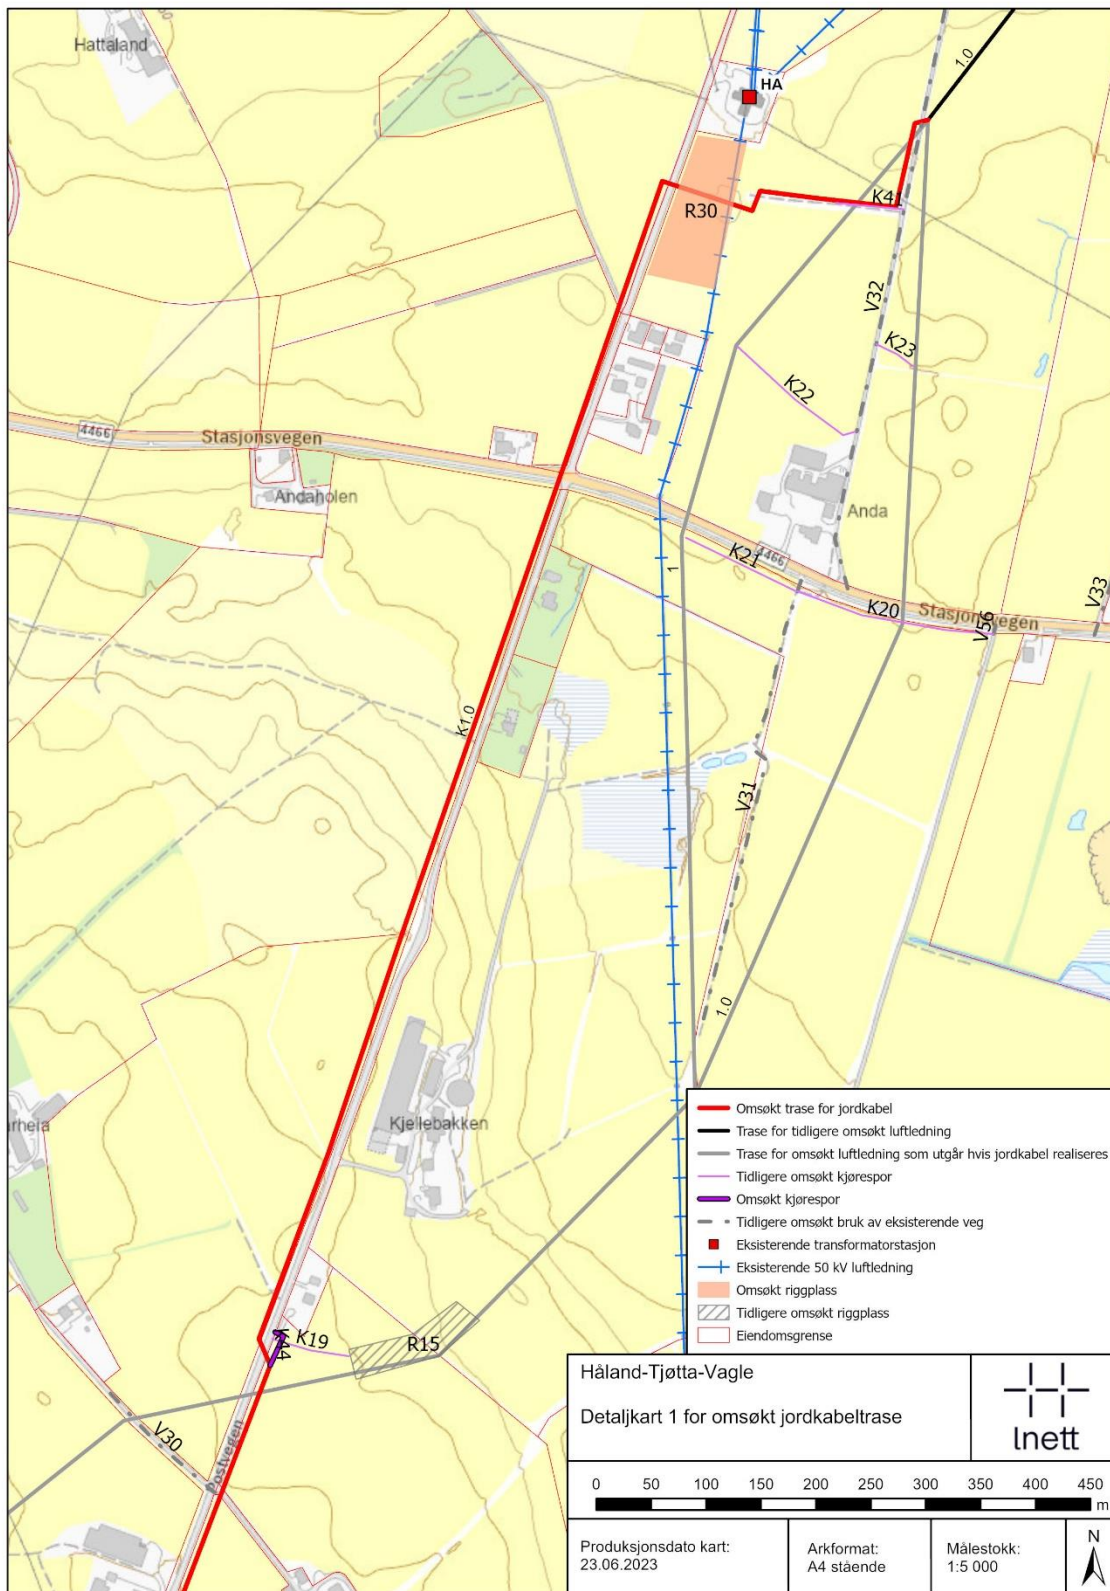 Hattaland
1.0
HA
K41
R30
V32
K23
K22
4466
Stasjonsvegen
Andaholen
Anda
K21
4466
1
K20
Stasjonsvegen
V56
V33
K1.0
V31
1.0
Kjellebakken
arheia
K44
K19
R15
V30
Postvegen
Omsøkt trase for jordkabel
Trase for tidligere omsøkt luftledning
Trase for omsøkt luftledning som utgår hvis jordkabel realiseres
Tidligere omsøkt kjørespor
Omsøkt kjørespor
Tidligere omsøkt bruk av eksisterende veg
Eksisterende transformatorstasjon
Eksisterende 50 kV luftledning
Omsøkt riggplass
Tidligere omsøkt riggplass
Eiendomsgrense
Håland-Tjøtta-Vagle
Detaljkart 1 for omsøkt jordkabeltrase
lnett
0 50 100 150 200 250 300 350 400 450
m
Produksjonsdato kart:
23.06.2023
Arkformat:
A4 stående
Målestokk:
1:5 000
N